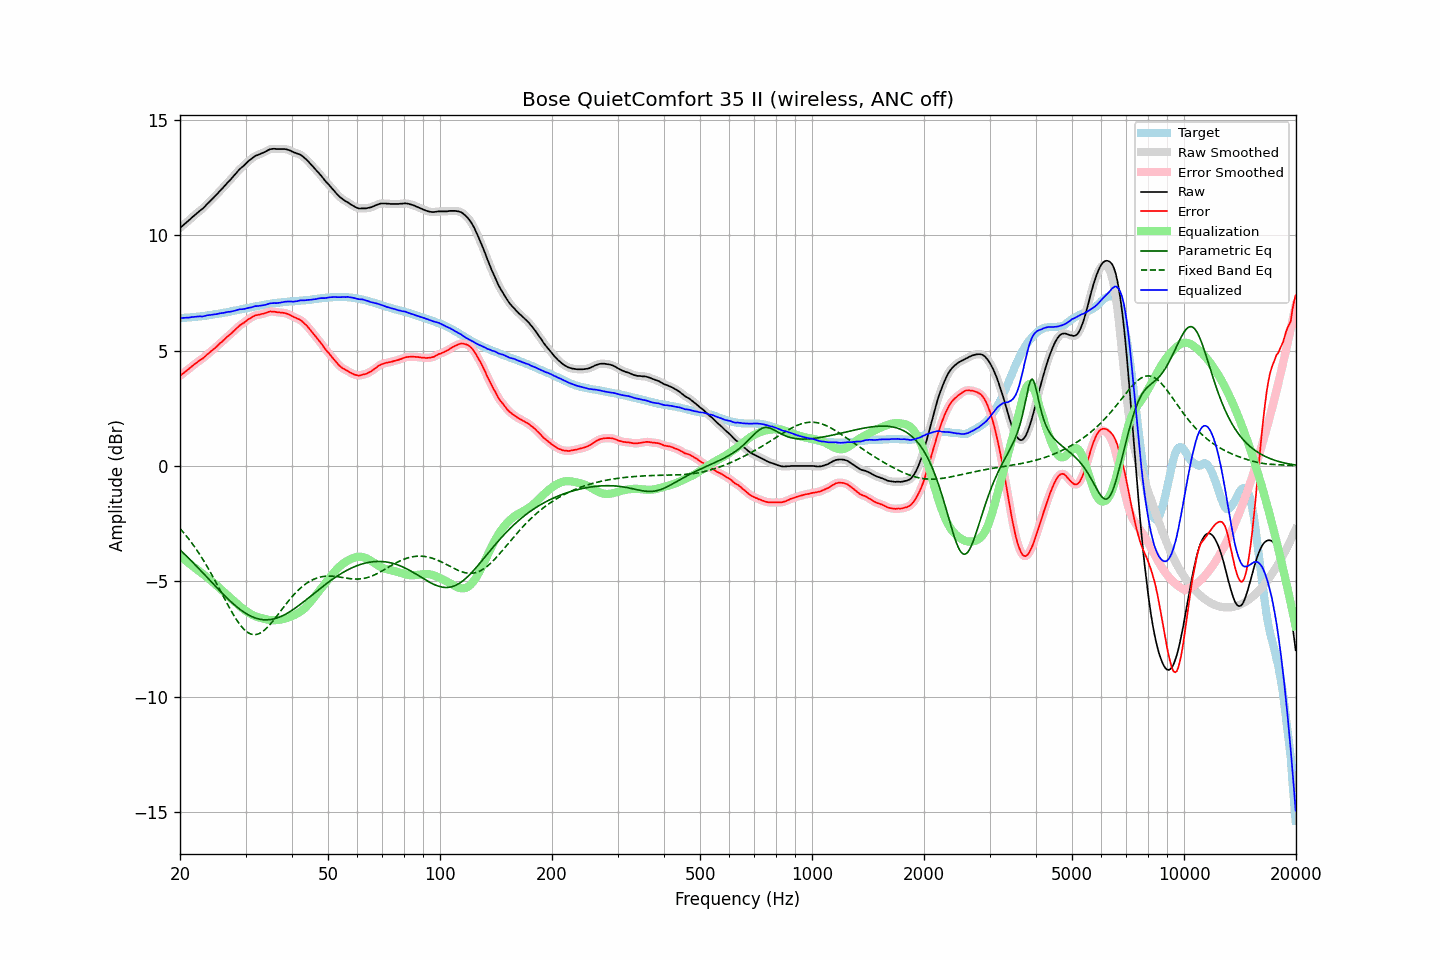 Bose QuietComfort 35 II (wireless, ANC off)
Target
Raw Smoothed
Error Smoothed
Raw
Error
Equalization
Parametric Eq
Fixed Band Eq
Equalized
Amplitude (dBr)
15
10
5
0
−5
−10
−15
20 50 100 200 500 1000 2000 5000 10000 20000
Frequency (Hz)